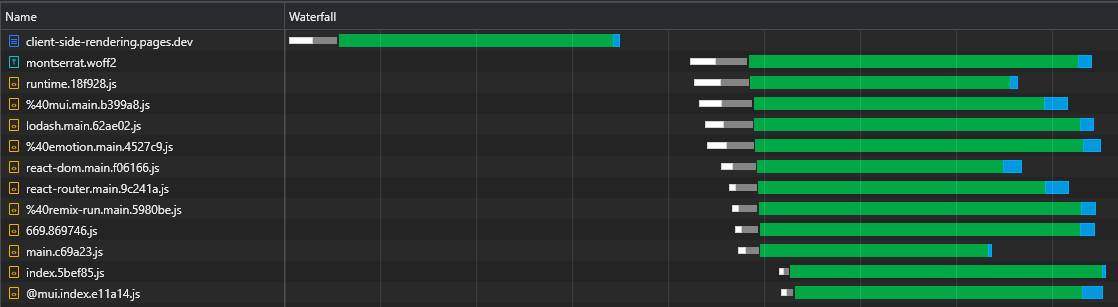 Name Waterfall
client-side-rendering.pages.dev
montserrat.woff2
runtime.18f928.js
%40mui.main.b399a8.js
lodash.main.62ae02.js
%40emotion.main.4527c9.js
react-dom.main.f06166.js
react-router.main.9c241a.js
%40remix-run.main.5980be.js
669.869746.js
main.c69a23.js
index.5bef85.js
@mui.index.e11a14.js